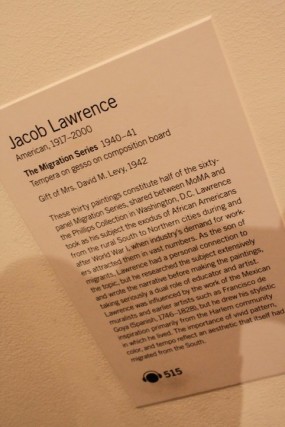 Jacob Lawrence
American, 1917–2000
The Migration Series 1940–41
Tempera on gesso on composition board
Gift of Mrs. David M. Levy, 1942
These thirty paintings constitute half of the sixty-
panel Migration Series, shared between MoMA and
the Phillips Collection in Washington, D.C. Lawrence
took as his subject the exodus of African Americans
from the rural South to Northern cities during and
after World War I, when industry's demand for work-
ers attracted them in vast numbers. As the son of
migrants, Lawrence had a personal connection to
the topic, but he researched the subject extensively
and wrote the narrative before making the paintings,
taking seriously a dual role of educator and artist.
Lawrence was influenced by the work of the Mexican
muralists and earlier artists such as Francisco de
Goya (Spanish, 1746–1828), but he drew his stylistic
inspiration primarily from the Harlem community
in which he lived. The importance of vivid pattern,
color, and tempo reflect an aesthetic that itself had
migrated from the South.
515